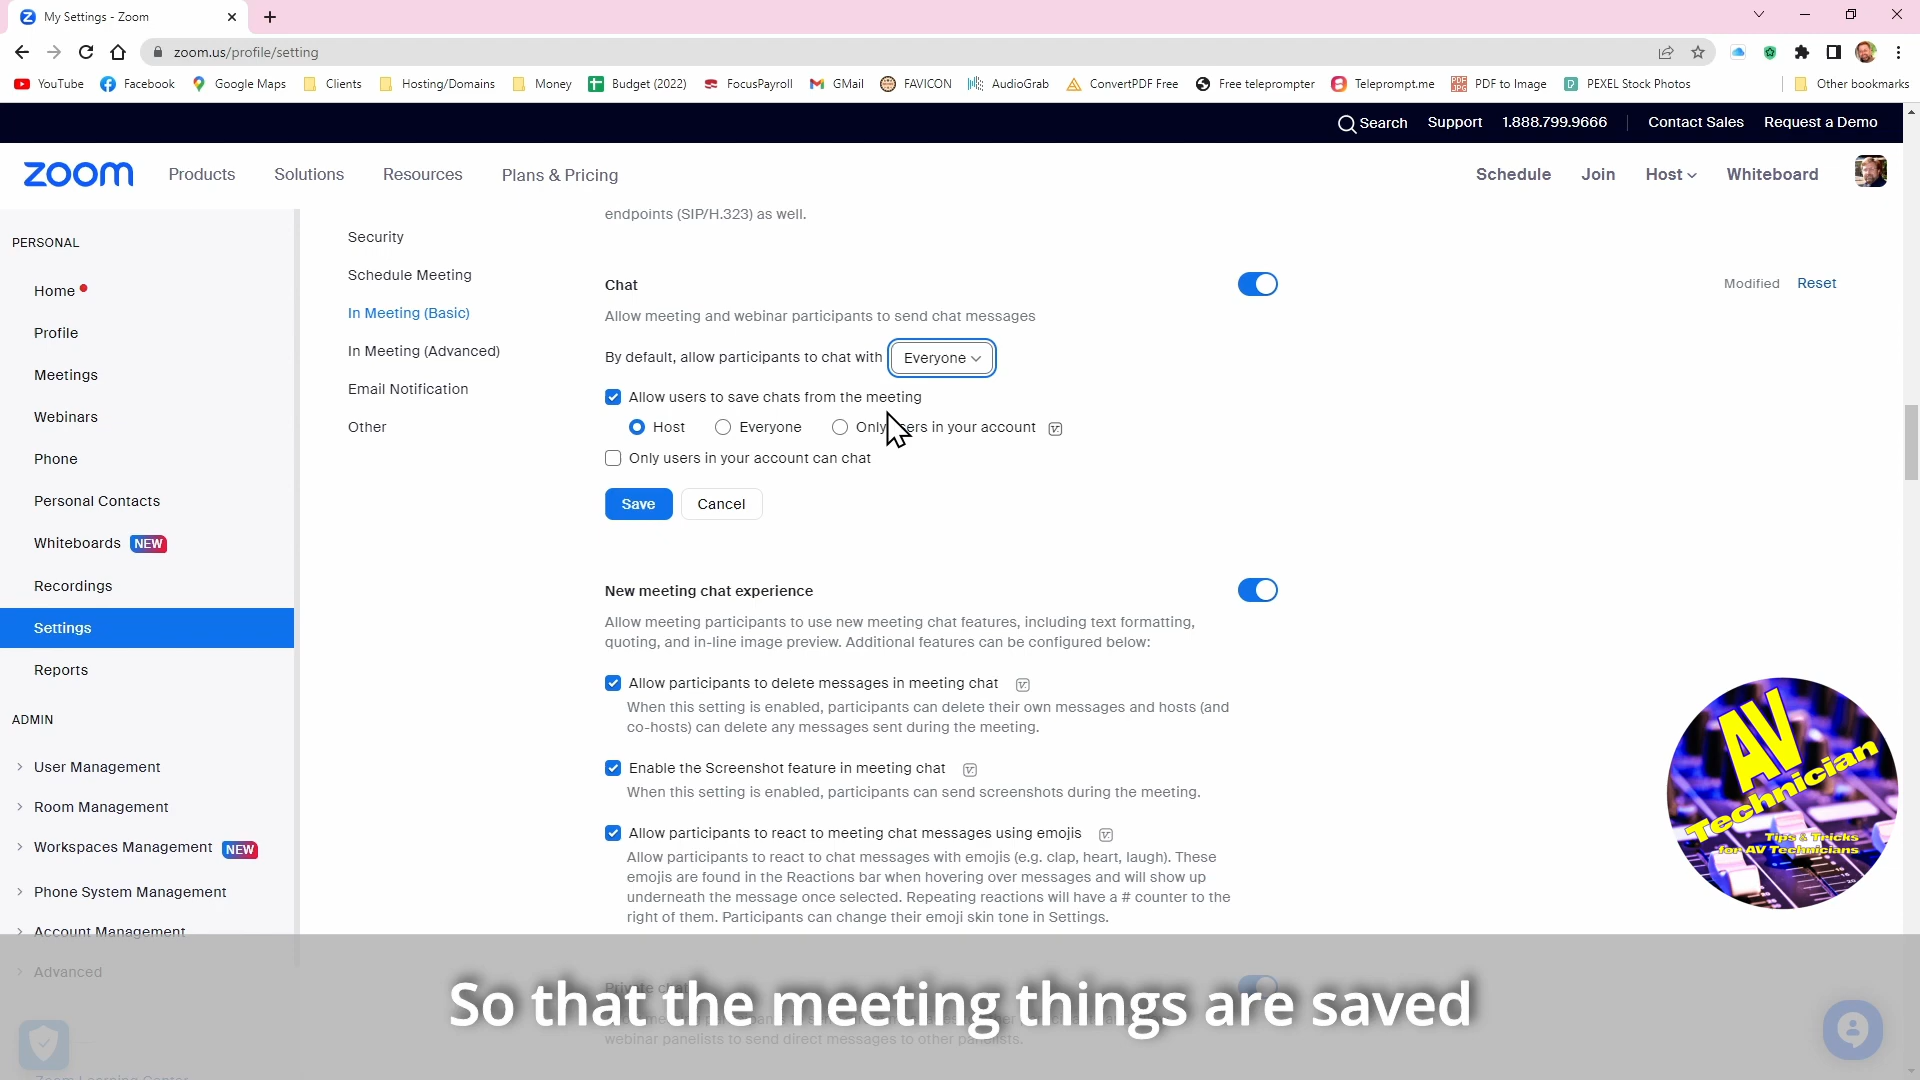 My Settings - Zoom
zoom.us/profile/setting
YouTube
Facebook
Google Maps
Clients
Hosting/Domains
Money
Budget (2022)
FocusPayroll
GMail
FAVICON
AudioGrab
ConvertPDF Free
Free teleprompter
Teleprompt.me
PDF to Image
PEXEL Stock Photos
Other bookmarks
Search
Support
1.888.799.9666
Contact Sales
Request a Demo
zoom
Products
Solutions
Resources
Plans & Pricing
Schedule
Join
Host
Whiteboard
PERSONAL
Home
Profile
Meetings
Webinars
Phone
Personal Contacts
Whiteboards NEW
Recordings
Settings
Reports
ADMIN
User Management
Room Management
Workspaces Management NEW
Phone System Management
Account Management
Advanced
Zoom Learning Center
Security
Schedule Meeting
In Meeting (Basic)
In Meeting (Advanced)
Email Notification
Other
endpoints (SIP/H.323) as well.
Chat
Modified Reset
Allow meeting and webinar participants to send chat messages
By default, allow participants to chat with Everyone
Allow users to save chats from the meeting
Host Everyone Only users in your account
Only users in your account can chat
Save Cancel
New meeting chat experience
Allow meeting participants to use new meeting chat features, including text formatting,
quoting, and in-line image preview. Additional features can be configured below:
Allow participants to delete messages in meeting chat
When this setting is enabled, participants can delete their own messages and hosts (and
co-hosts) can delete any messages sent during the meeting.
Enable the Screenshot feature in meeting chat
When this setting is enabled, participants can send screenshots during the meeting.
Allow participants to react to meeting chat messages using emojis
Allow participants to react to chat messages with emojis (e.g. clap, heart, laugh). These
emojis are found in the Reactions bar when hovering over messages and will show up
underneath the message once selected. Repeating reactions will have a # counter to the
right of them. Participants can change their emoji skin tone in Settings.
Private chat
webinar panelists to send direct messages to other panelists.
AV
Technician
Tips & Tricks
for AV Technicians
So that the meeting things are saved